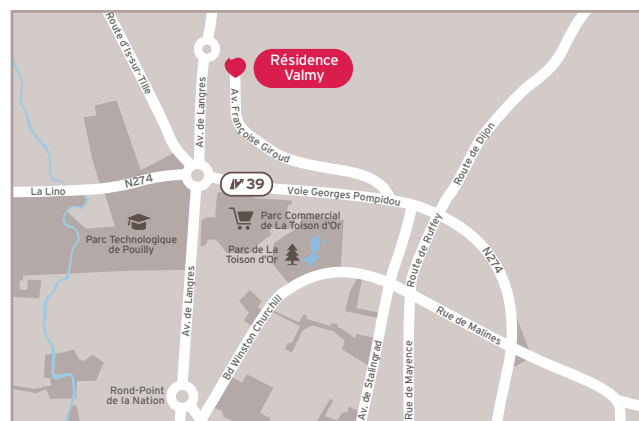 Route d'Is-sur-Tille
Av. de Langres
Résidence
Valmy
Av. Françoise Giroud
Route de Dijon
La Lino
N274
39
Voie Georges Pompidou
Parc Commercial
de La Toison d'Or
Parc Technologique
de Pouilly
Parc de La
Toison d'Or
Route de Ruffey
N274
Av. de Langres
Bd Winston Churchill
Rue de Malines
Av. de Stalingrad
Rue de Mayence
Rond-Point
de la Nation